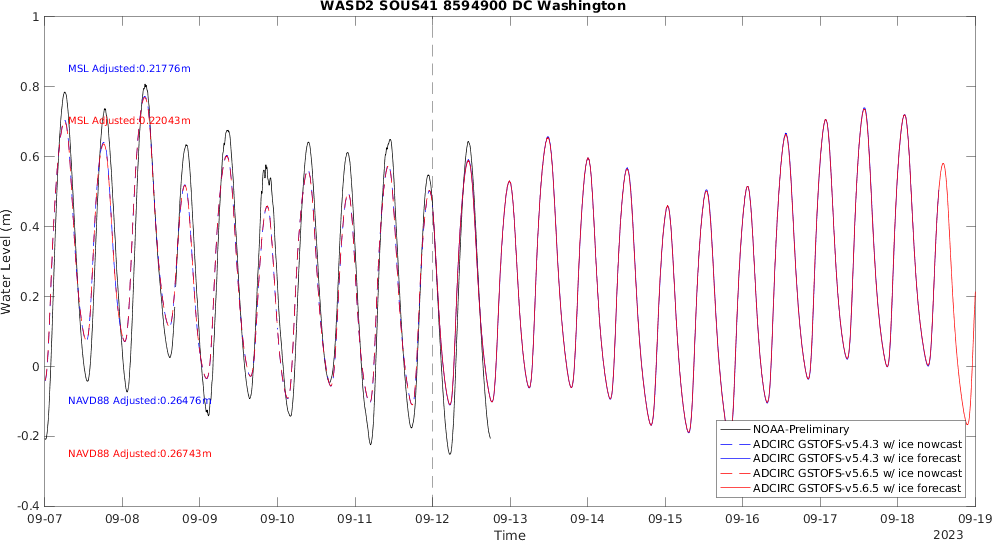 WASD2 SOUS41 8594900 DC Washington
1
0.8
0.6
0.4
0.2
0
-0.2
-0.4
Water Level (m)
MSL Adjusted:0.21776m
MSL Adjusted:0.22043m
NAVD88 Adjusted:0.26476m
NAVD88 Adjusted:0.26743m
NOAA-Preliminary
ADCIRC GSTOFS-v5.4.3 w/ ice nowcast
ADCIRC GSTOFS-v5.4.3 w/ ice forecast
ADCIRC GSTOFS-v5.6.5 w/ ice nowcast
ADCIRC GSTOFS-v5.6.5 w/ ice forecast
09-07 09-08 09-09 09-10 09-11 09-12 09-13 09-14 09-15 09-16 09-17 09-18 09-19
Time
2023